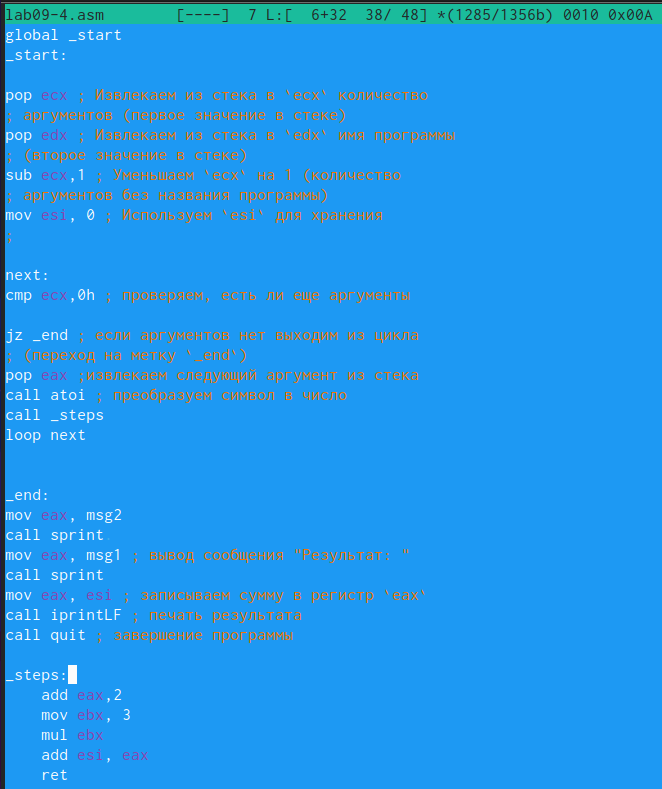 lab09-4.asm [----] 7 L:[ 6+32 38/ 48] *(1285/1356b) 0010 0x00A
global _start
_start:
pop ecx ; Извлекаем из стека в `ecx` количество
; аргументов (первое значение в стеке)
pop edx ; Извлекаем из стека в `edx` имя программы
; (второе значение в стеке)
sub ecx,1 ; Уменьшаем `ecx` на 1 (количество
; аргументов без названия программы)
mov esi, 0 ; Используем `esi` для хранения
;
next:
cmp ecx,0h ; проверяем, есть ли еще аргументы
jz _end ; если аргументов нет выходим из цикла
; (переход на метку `_end`)
pop eax ;извлекаем следующий аргумент из стека
call atoi ; преобразуем символ в число
call _steps
loop next
_end:
mov eax, msg2
call sprint
mov eax, msg1 ; вывод сообщения "Результат: "
call sprint
mov eax, esi ; записываем сумму в регистр `eax`
call iprintLF ; печать результата
call quit ; завершение программы
_steps:
add eax,2
mov ebx, 3
mul ebx
add esi, eax
ret